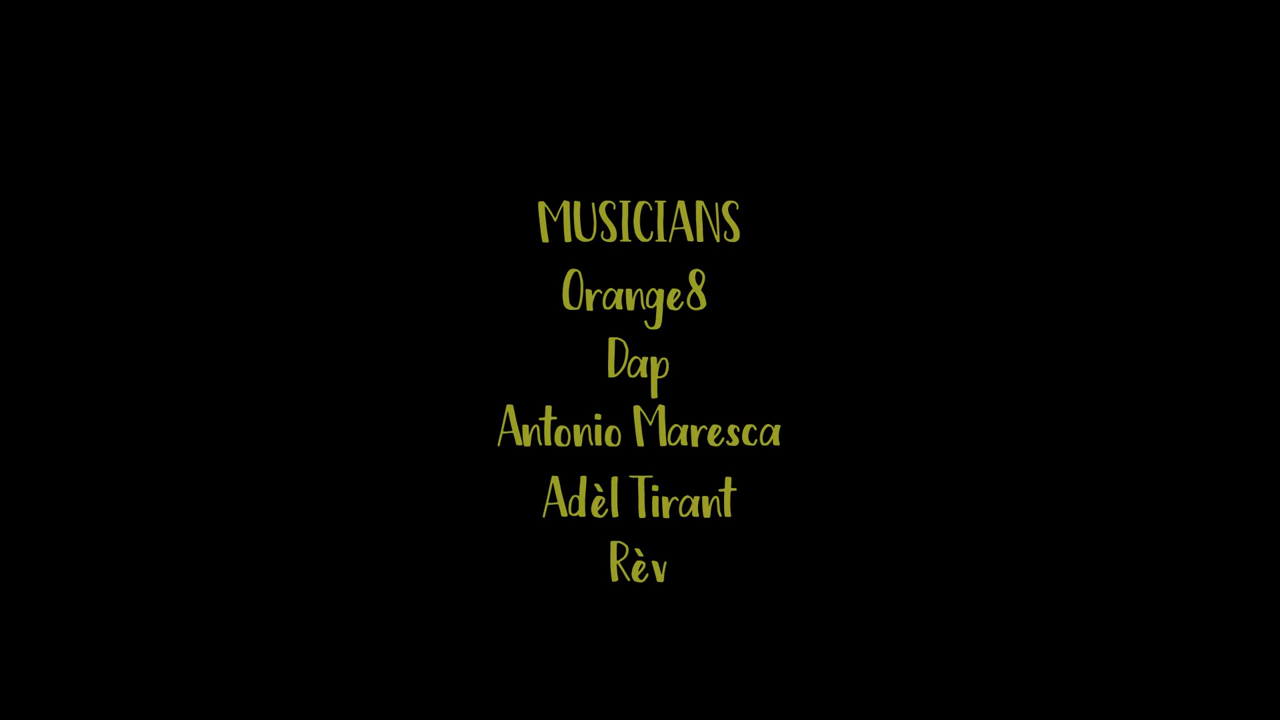 MUSICIANS
Orange8
Dap
Antonio Maresca
Adèl Tirant
Rèv